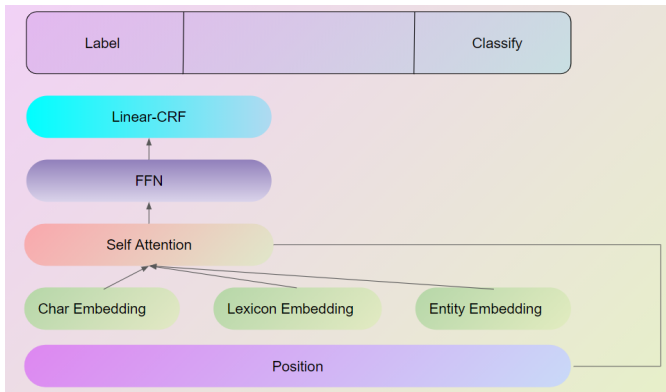 Label
Classify
Linear-CRF
FFN
Self Attention
Char Embedding
Lexicon Embedding
Entity Embedding
Position